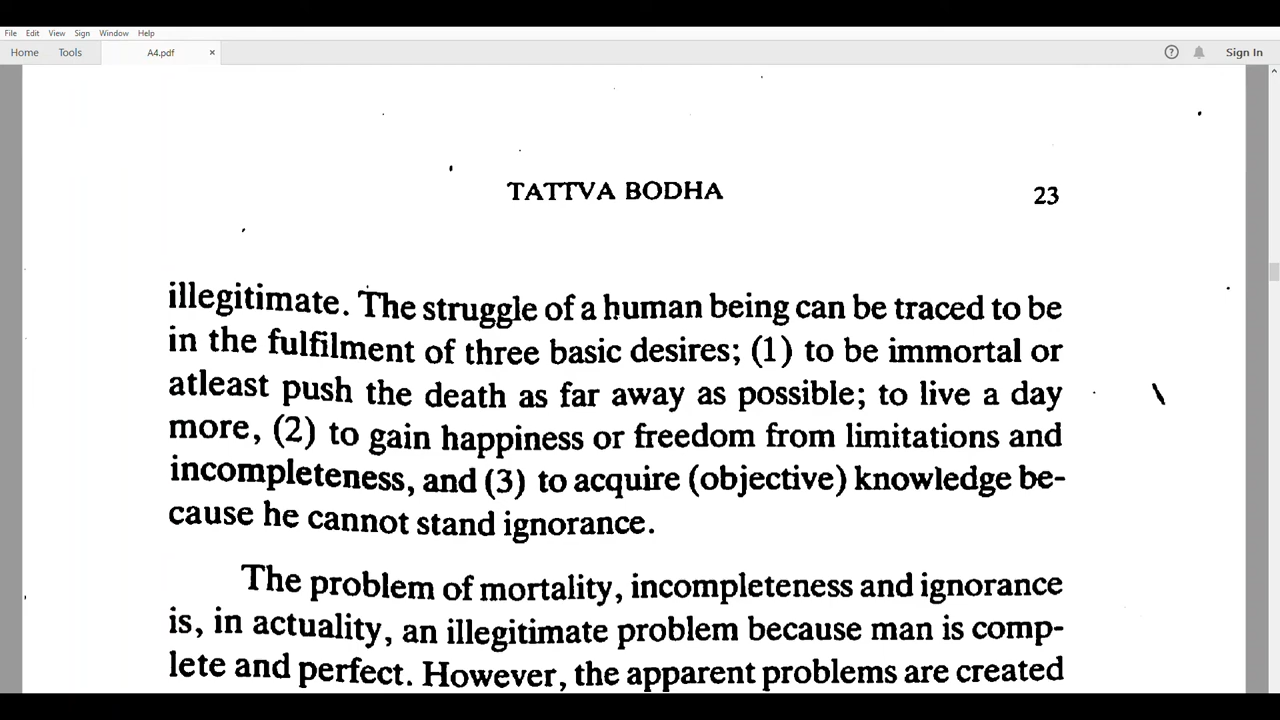 File Edit View Sign Window Help
Home Tools A4.pdf × ? Sign In
TATTVA BODHA 23
illegitimate. The struggle of a human being can be traced to be
in the fulfilment of three basic desires; (1) to be immortal or
atleast push the death as far away as possible; to live a day
more, (2) to gain happiness or freedom from limitations and
incompleteness, and (3) to acquire (objective) knowledge be-
cause he cannot stand ignorance.
The problem of mortality, incompleteness and ignorance
is, in actuality, an illegitimate problem because man is comp-
lete and perfect. However, the apparent problems are created